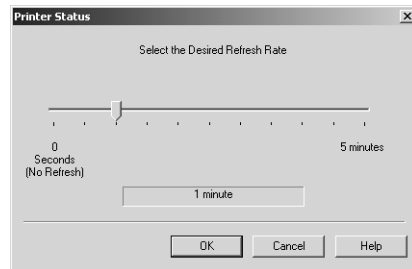 Printer Status
Select the Desired Refresh Rate
0
Seconds
(No Refresh)
5 minutes
1 minute
OK
Cancel
Help